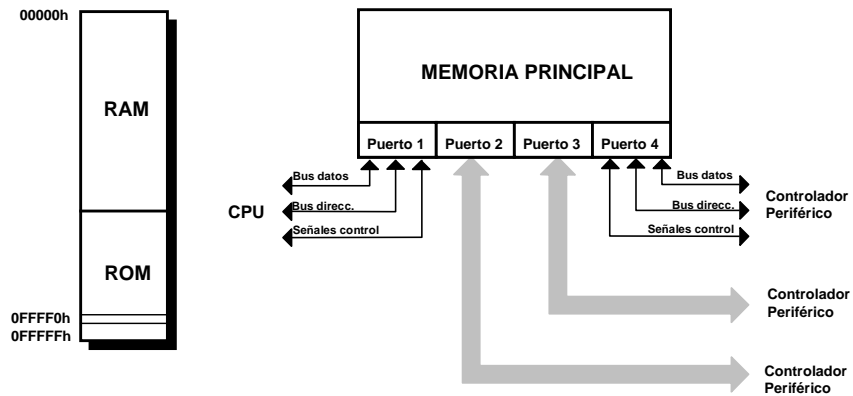 00000h
RAM
ROM
0FFFF0h
0FFFFFh
MEMORIA PRINCIPAL
Puerto 1
Puerto 2
Puerto 3
Puerto 4
Bus datos
Bus direcc.
Señales control
CPU
Bus datos
Bus direcc.
Señales control
Controlador
Periférico
Controlador
Periférico
Controlador
Periférico